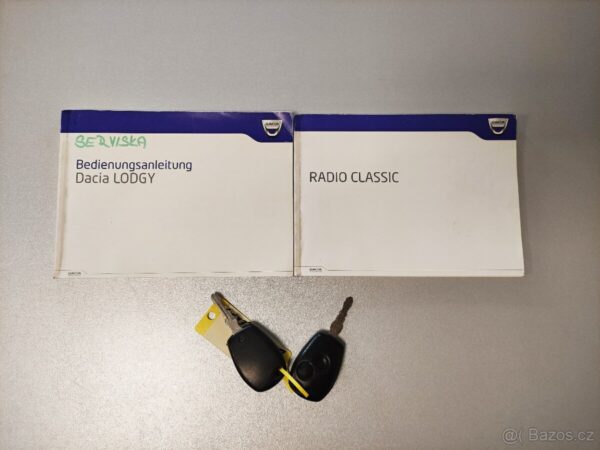 SERVISKA
Bedienungsanleitung
Dacia LODGY
RADIO CLASSIC
Bazos.cz